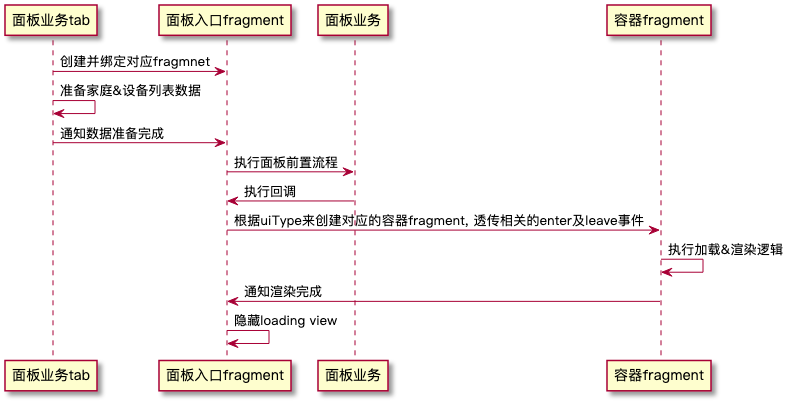 面板业务tab
面板入口fragment
面板业务
容器fragment
创建并绑定对应fragmnet
准备家庭&设备列表数据
通知数据准备完成
执行面板前置流程
执行回调
根据uiType来创建对应的容器fragment, 透传相关的enter及leave事件
执行加载&渲染逻辑
通知渲染完成
隐藏loading view
面板业务tab
面板入口fragment
面板业务
容器fragment